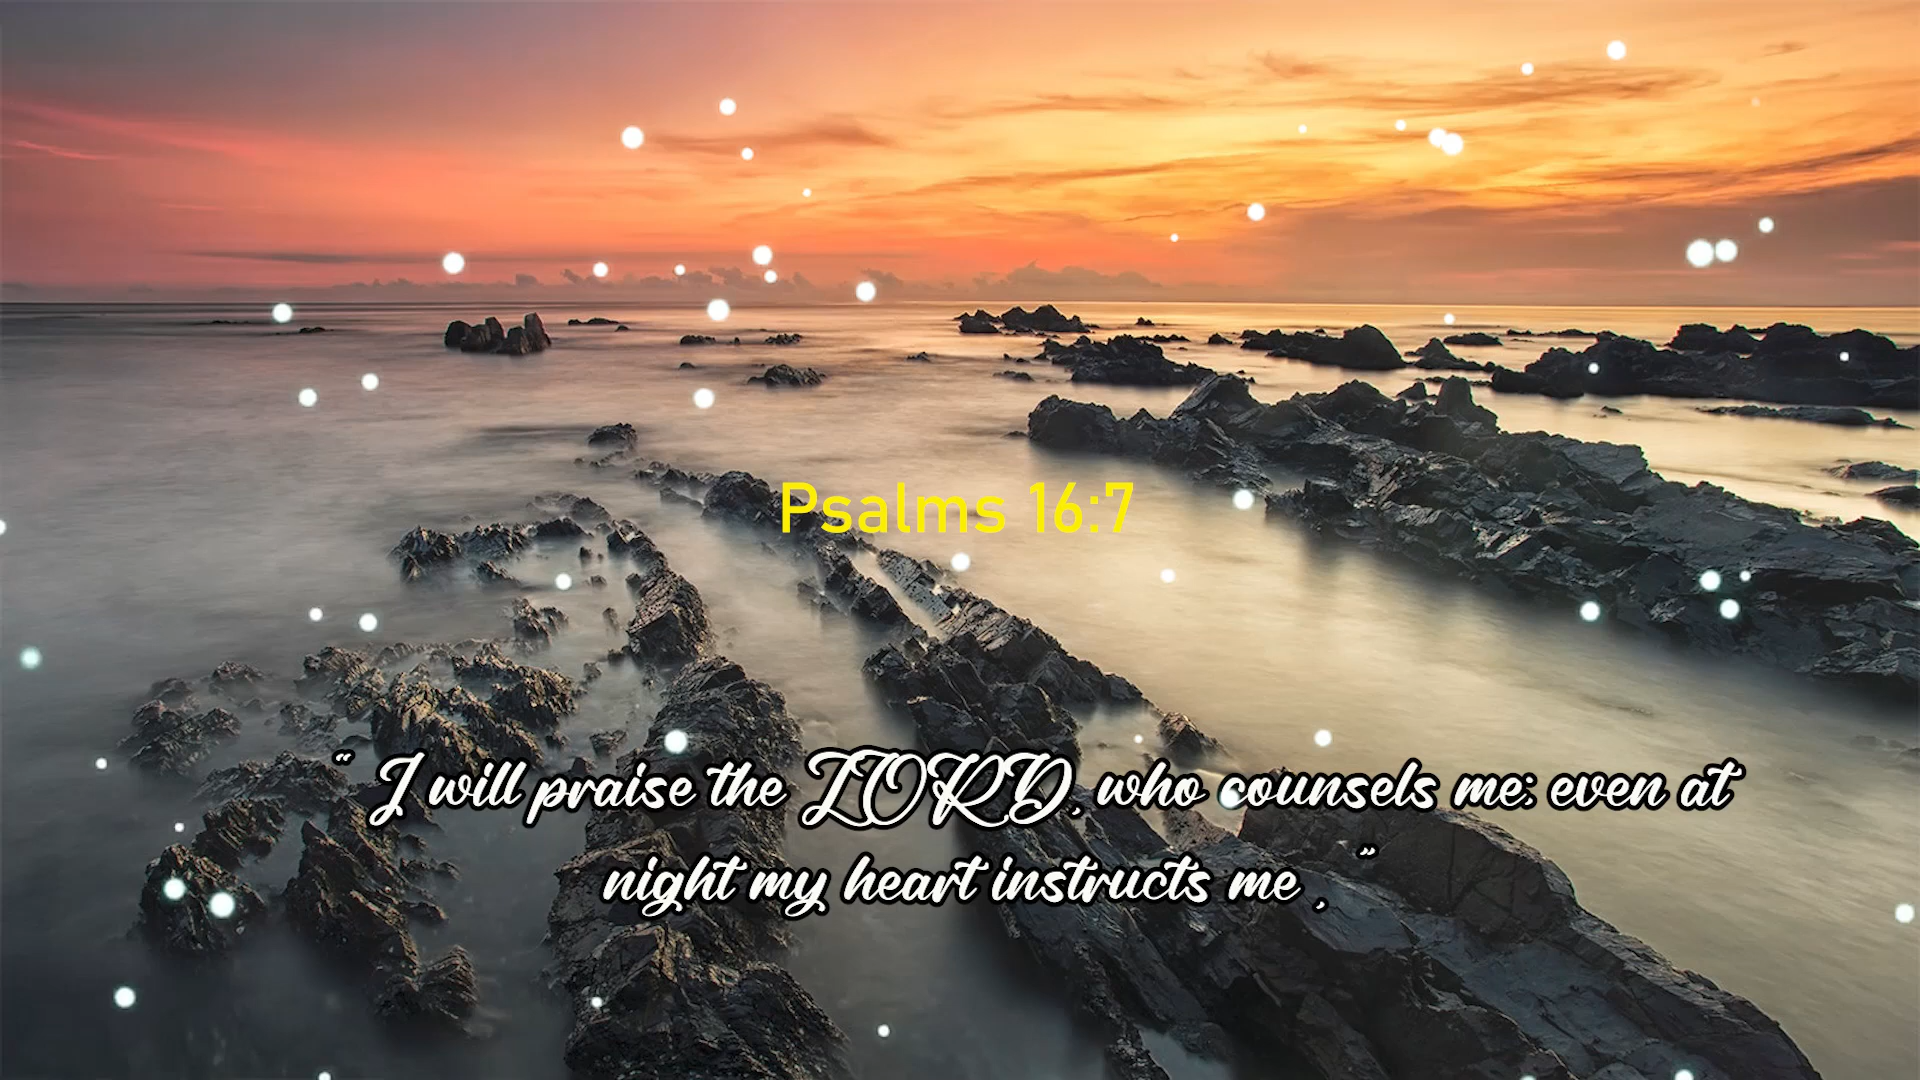 Psalms 16:7
" I will praise the LORD, who counsels me; even at
night my heart instructs me , "